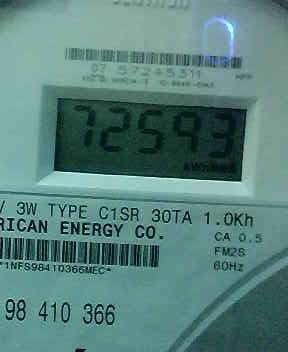 07 57245311
72593
V 3W TYPE C1SR 30TA 1.0Kh
RICAN ENERGY CO.
CA 0.5
FM2S
60Hz
*1NFS98410366MEC*
98 410 366